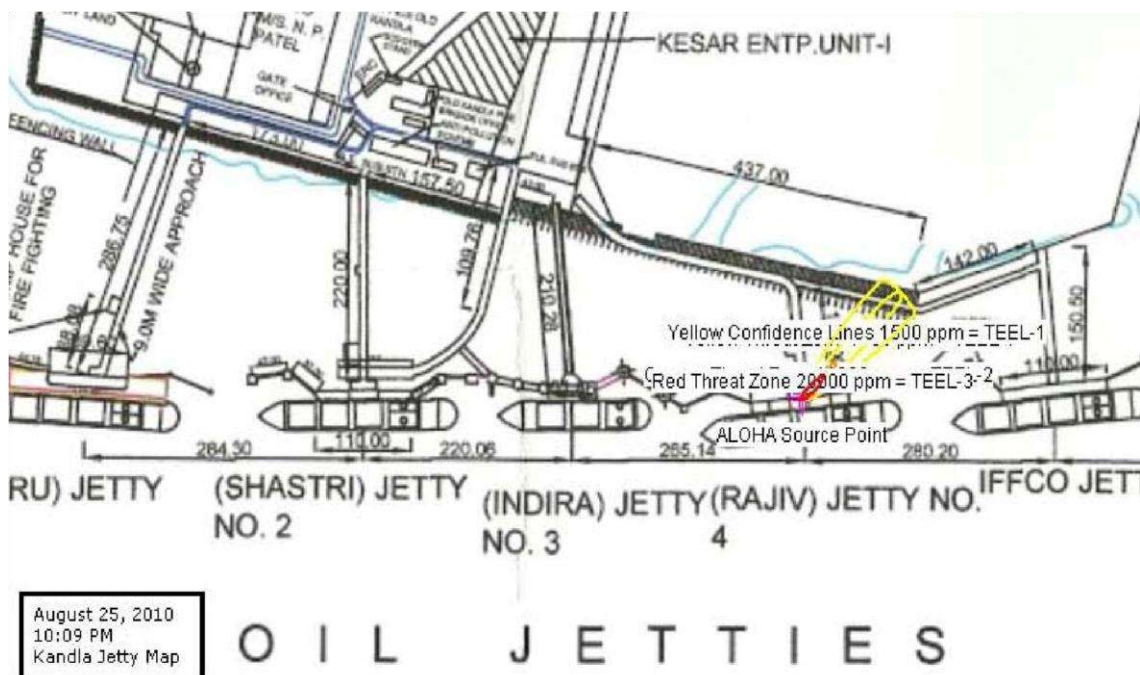 M/S. N. P.
PATEL
KANDLA
KESAR ENTP.UNIT-I
GATE
OFFICE
FENCING WALL
HOUSE FOR
FIRE FIGHTING
286.75
9.0M WIDE APPROACH
157.50
220.00
109.76
210.28
437.00
142.00
150.50
110.00
Yellow Confidence Lines 1500 ppm = TEEL-1
Red Threat Zone 20000 ppm = TEEL-3
ALOHA Source Point
110.00
284.30
220.06
280.20
RU) JETTY
(SHASTRI) JETTY
NO. 2
(INDIRA) JETTY
NO. 3
(RAJIV) JETTY NO.
4
IFFCO JETT
August 25, 2010
10:09 PM
Kandla Jetty Map
OIL JETTIES